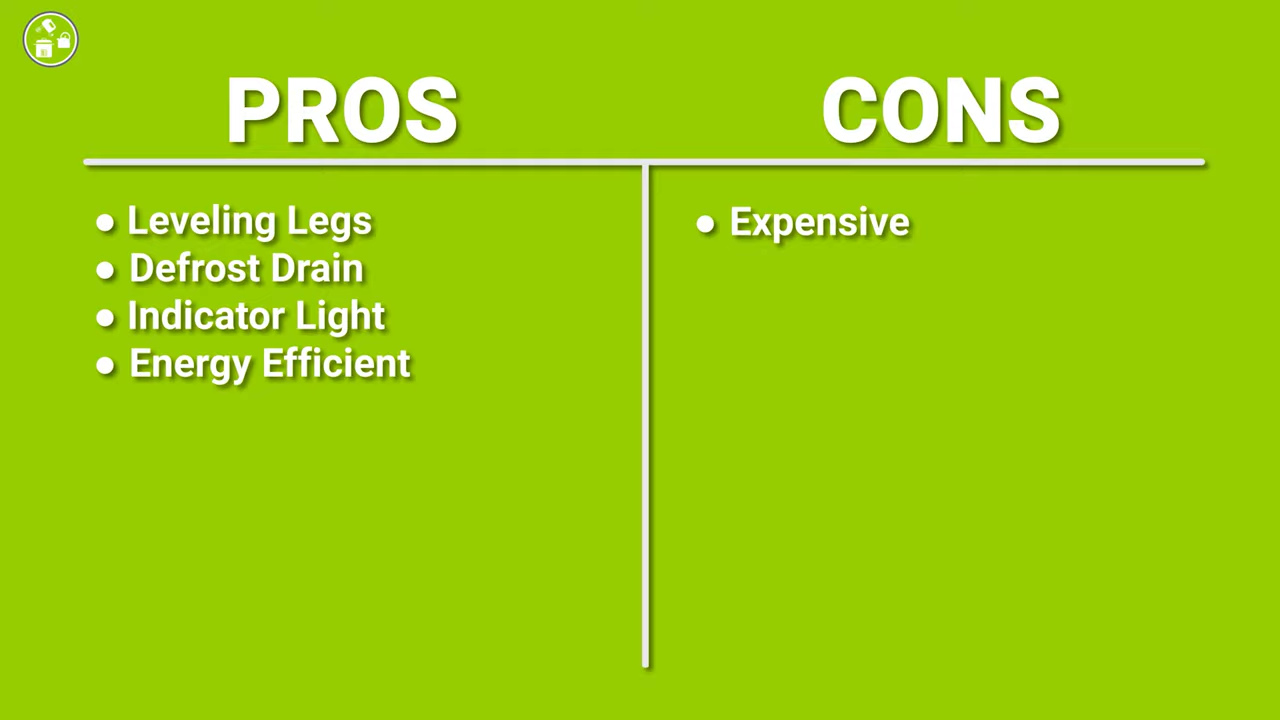 PROS
CONS
● Leveling Legs
● Defrost Drain
● Indicator Light
● Energy Efficient
● Expensive